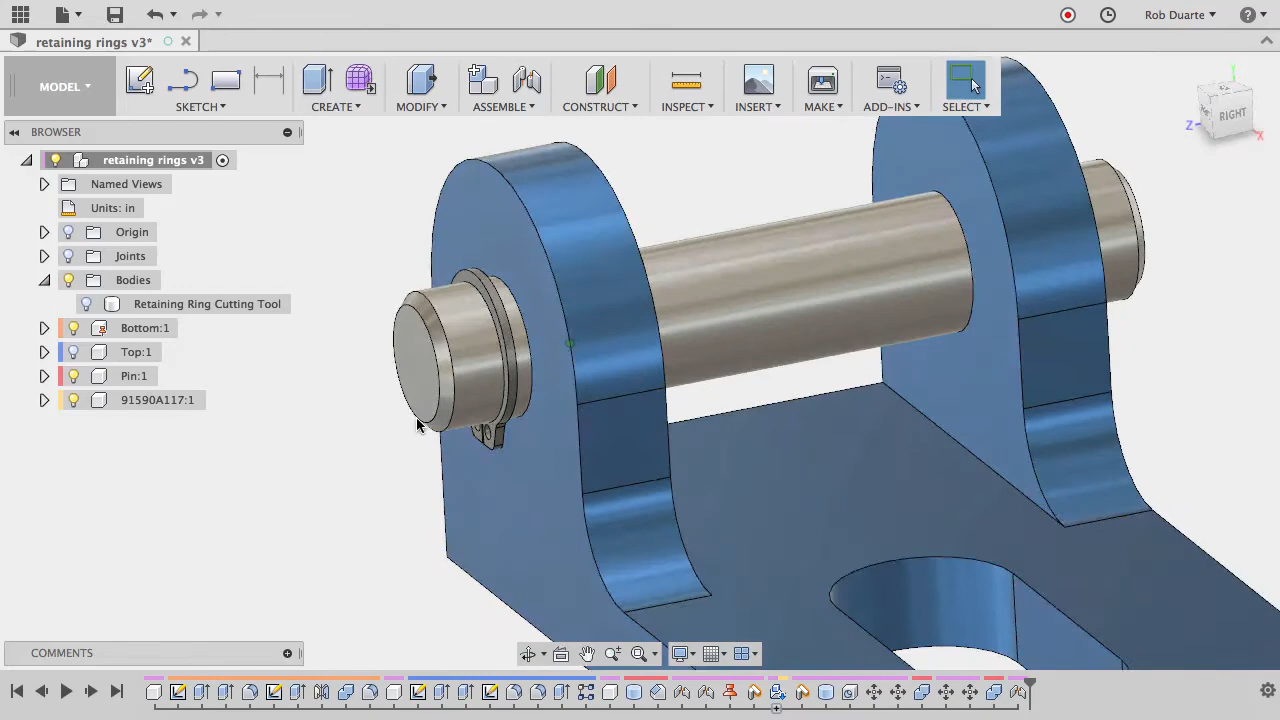 Rob Duarte
retaining rings v3*
MODEL
SKETCH
CREATE
MODIFY
ASSEMBLE
CONSTRUCT
INSPECT
INSERT
MAKE
ADD-INS
SELECT
RIGHT
Z
X
BROWSER
retaining rings v3
Named Views
Units: in
Origin
Joints
Bodies
Retaining Ring Cutting Tool
Bottom:1
Top:1
Pin:1
91590A117:1
COMMENTS